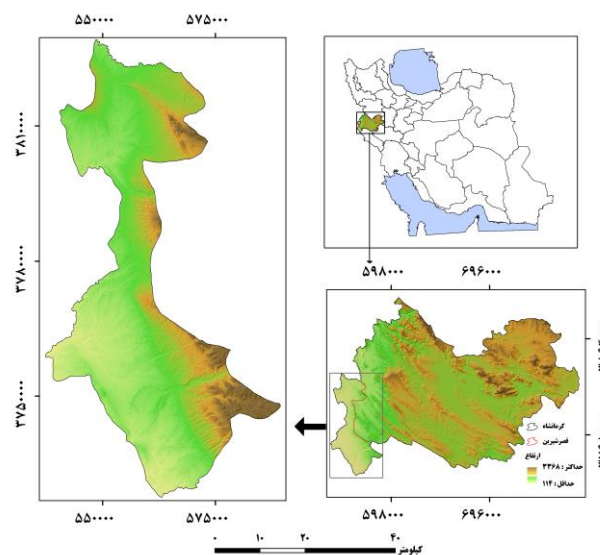 ۵۵۰۰۰۰ ۵۷۵۰۰۰
۳۸۱۰۰۰۰
۳۷۸۰۰۰۰
۳۷۵۰۰۰۰
۵۵۰۰۰۰ ۵۷۵۰۰۰
۵۹۸۰۰۰ ۶۹۶۰۰۰
کرمانشاه
قصرشیرین
ارتفاع
حداکثر : ۳۳۶۸
حداقل : ۱۱۴
۵۹۸۰۰۰ ۶۹۶۰۰۰
۰ ۱۰ ۲۰ ۴۰
کیلومتر